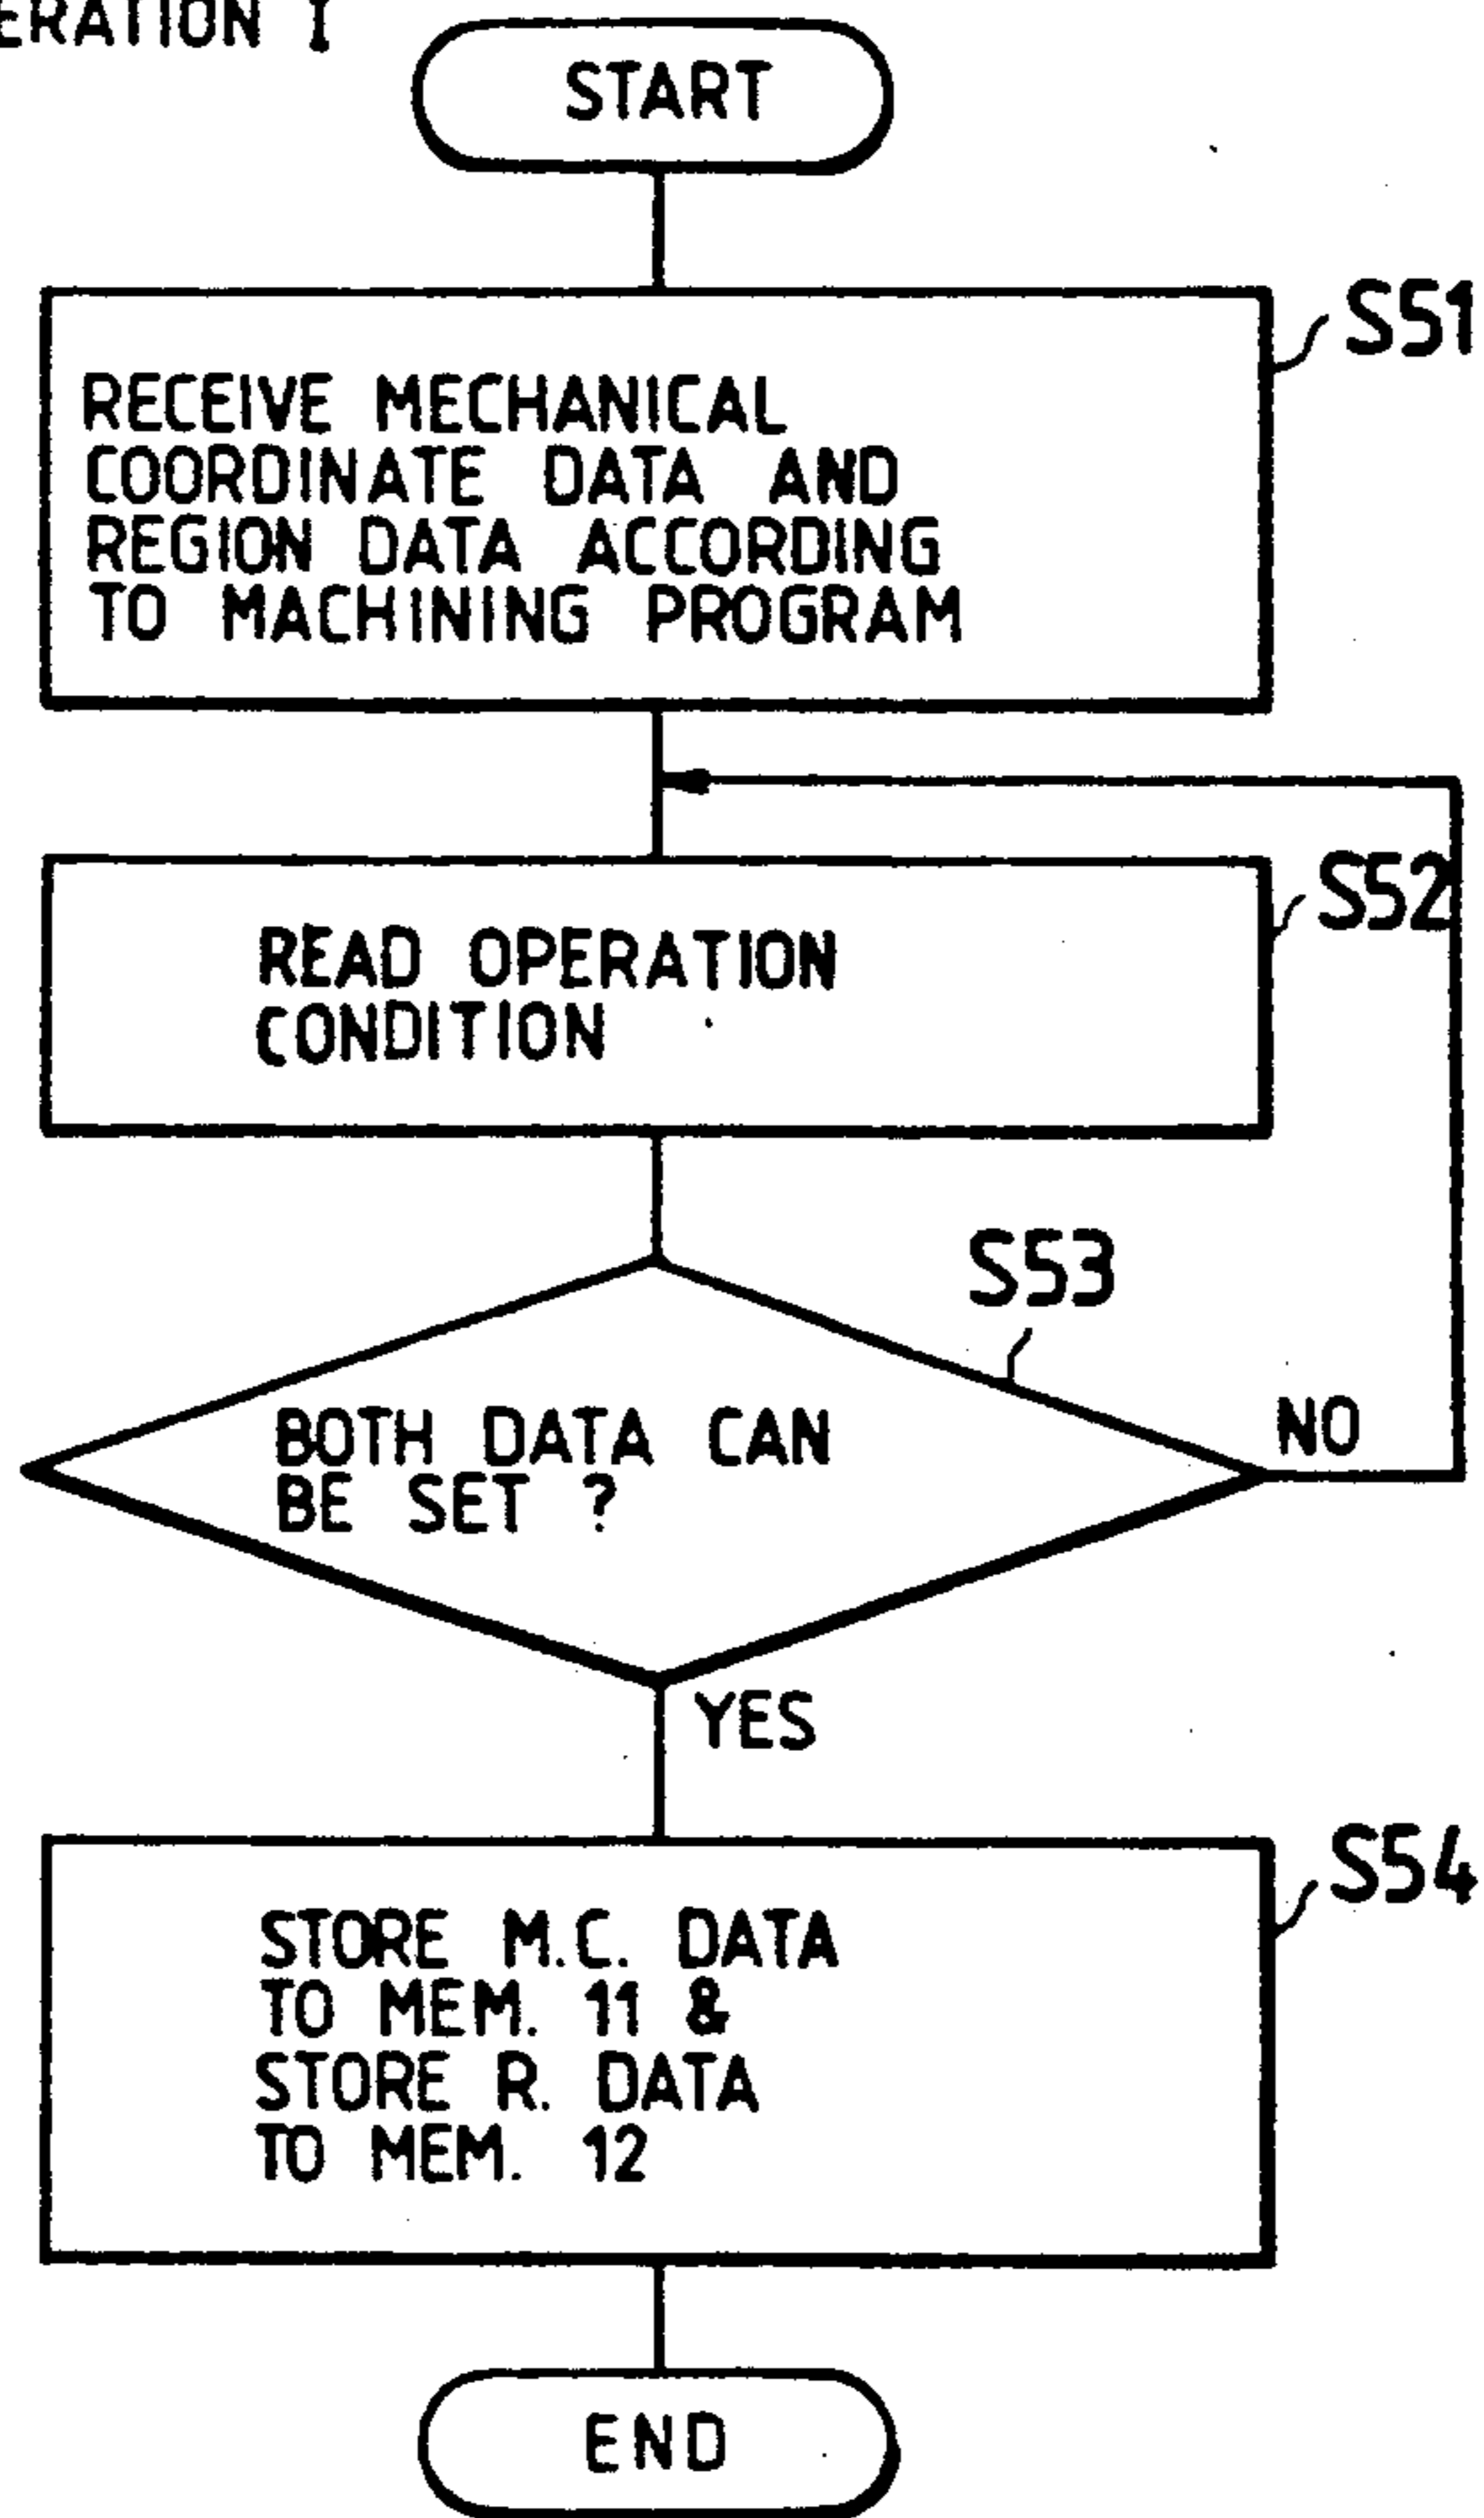 ERATION I
START
S51
RECEIVE MECHANICAL
COORDINATE DATA AND
REGION DATA ACCORDING
TO MACHINING PROGRAM
S52
READ OPERATION
CONDITION
S53
BOTH DATA CAN
BE SET ?
NO
YES
S54
STORE M.C. DATA
TO MEM. 11 &
STORE R. DATA
TO MEM. 12
END